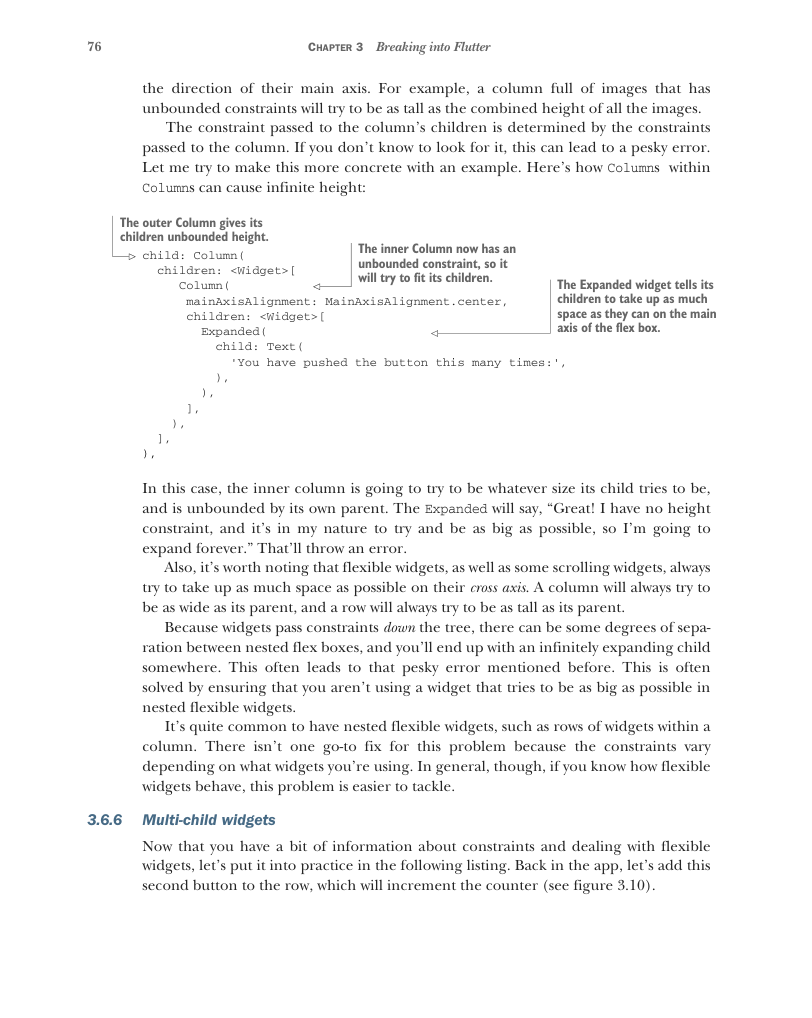 76
CHAPTER 3 Breaking into Flutter
the direction of their main axis. For example, a column full of images that has
unbounded constraints will try to be as tall as the combined height of all the images.
The constraint passed to the column’s children is determined by the constraints
passed to the column. If you don’t know to look for it, this can lead to a pesky error.
Let me try to make this more concrete with an example. Here’s how Columns within
Columns can cause infinite height:
The outer Column gives its
children unbounded height.
The inner Column now has an
unbounded constraint, so it
will try to fit its children.
The Expanded widget tells its
children to take up as much
space as they can on the main
axis of the flex box.
child: Column(
children: <Widget>[
Column(
mainAxisAlignment: MainAxisAlignment.center,
children: <Widget>[
Expanded(
child: Text(
'You have pushed the button this many times:',
),
),
],
),
],
),
In this case, the inner column is going to try to be whatever size its child tries to be,
and is unbounded by its own parent. The Expanded will say, “Great! I have no height
constraint, and it’s in my nature to try and be as big as possible, so I’m going to
expand forever.” That’ll throw an error.
Also, it’s worth noting that flexible widgets, as well as some scrolling widgets, always
try to take up as much space as possible on their cross axis. A column will always try to
be as wide as its parent, and a row will always try to be as tall as its parent.
Because widgets pass constraints down the tree, there can be some degrees of sepa-
ration between nested flex boxes, and you’ll end up with an infinitely expanding child
somewhere. This often leads to that pesky error mentioned before. This is often
solved by ensuring that you aren’t using a widget that tries to be as big as possible in
nested flexible widgets.
It’s quite common to have nested flexible widgets, such as rows of widgets within a
column. There isn’t one go-to fix for this problem because the constraints vary
depending on what widgets you’re using. In general, though, if you know how flexible
widgets behave, this problem is easier to tackle.
3.6.6 Multi-child widgets
Now that you have a bit of information about constraints and dealing with flexible
widgets, let’s put it into practice in the following listing. Back in the app, let’s add this
second button to the row, which will increment the counter (see figure 3.10).